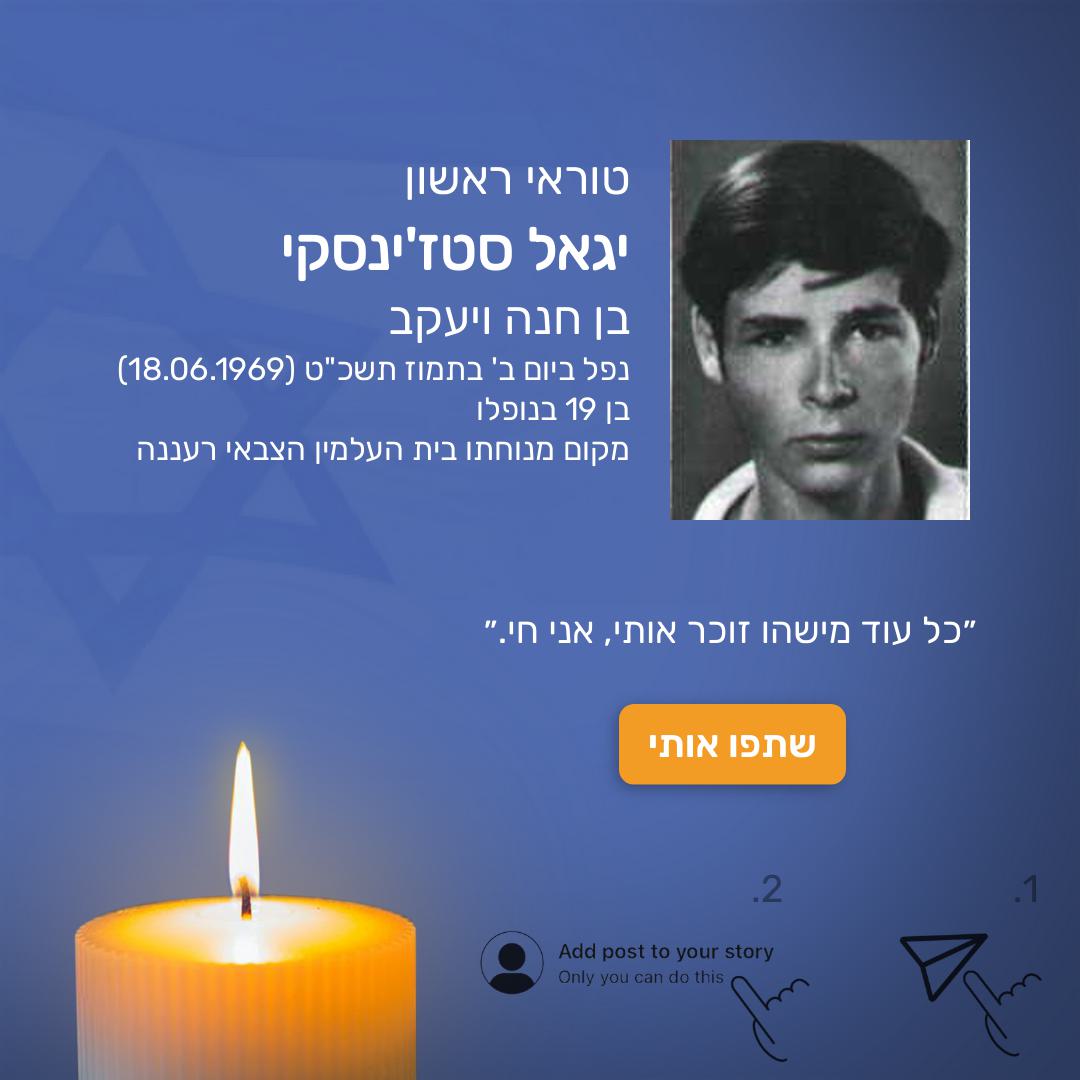 טוראי ראשון
יגאל סטז'ינסקי
בן חנה ויעקב
נפל ביום ב' בתמוז תשכ"ט (18.06.1969)
בן 19 בנופלו
מקום מנוחתו בית העלמין הצבאי רעננה
״כל עוד מישהו זוכר אותי, אני חי.״
שתפו אותי
.1
.2
Add post to your story
Only you can do this